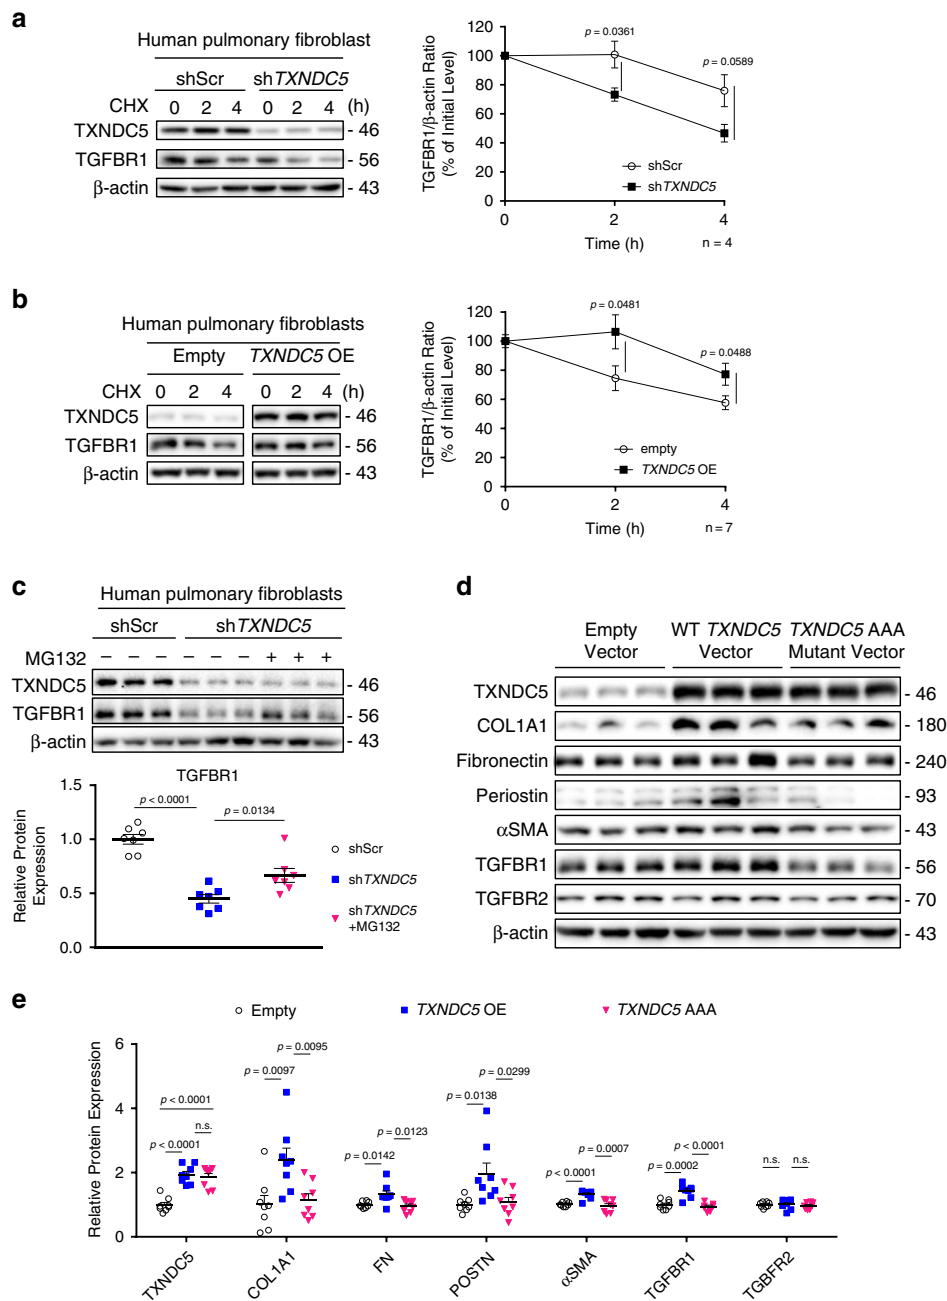 a
Human pulmonary fibroblast
shScr shTXNDC5
CHX 0 2 4 0 2 4 (h)
TXNDC5 - 46
TGFBR1 - 56
β-actin - 43
TGFBR1/β-actin Ratio
(% of Initial Level)
120
100
80
60
40
20
0
p = 0.0361
p = 0.0589
shScr
shTXNDC5
0 2 4
Time (h)
n = 4
b
Human pulmonary fibroblasts
Empty TXNDC5 OE
CHX 0 2 4 0 2 4 (h)
TXNDC5 - 46
TGFBR1 - 56
β-actin - 43
TGFBR1/β-actin Ratio
(% of Initial Level)
120
100
80
60
40
20
0
p = 0.0481
p = 0.0488
empty
TXNDC5 OE
0 2 4
Time (h)
n = 7
c
Human pulmonary fibroblasts
shScr shTXNDC5
MG132 − − − − − − + + +
TXNDC5 - 46
TGFBR1 - 56
β-actin - 43
TGFBR1
Relative Protein
Expression
1.5
1.0
0.5
0.0
p < 0.0001
p = 0.0134
shScr
shTXNDC5
shTXNDC5
+MG132
d
Empty
Vector
WT TXNDC5
Vector
TXNDC5 AAA
Mutant Vector
TXNDC5 - 46
COL1A1 -180
Fibronectin - 240
Periostin - 93
αSMA - 43
TGFBR1 - 56
TGFBR2 - 70
β-actin - 43
e
Empty TXNDC5 OE TXNDC5 AAA
Relative Protein Expression
6
4
2
0
p < 0.0001
n.s.
p < 0.0001
p = 0.0095
p = 0.0097
p = 0.0123
p = 0.0142
p = 0.0299
p = 0.0138
p = 0.0007
p < 0.0001
p < 0.0001
p = 0.0002
n.s. n.s.
TXNDC5 COL1A1 FN POSTN αSMA TGFBR1 TGBFR2